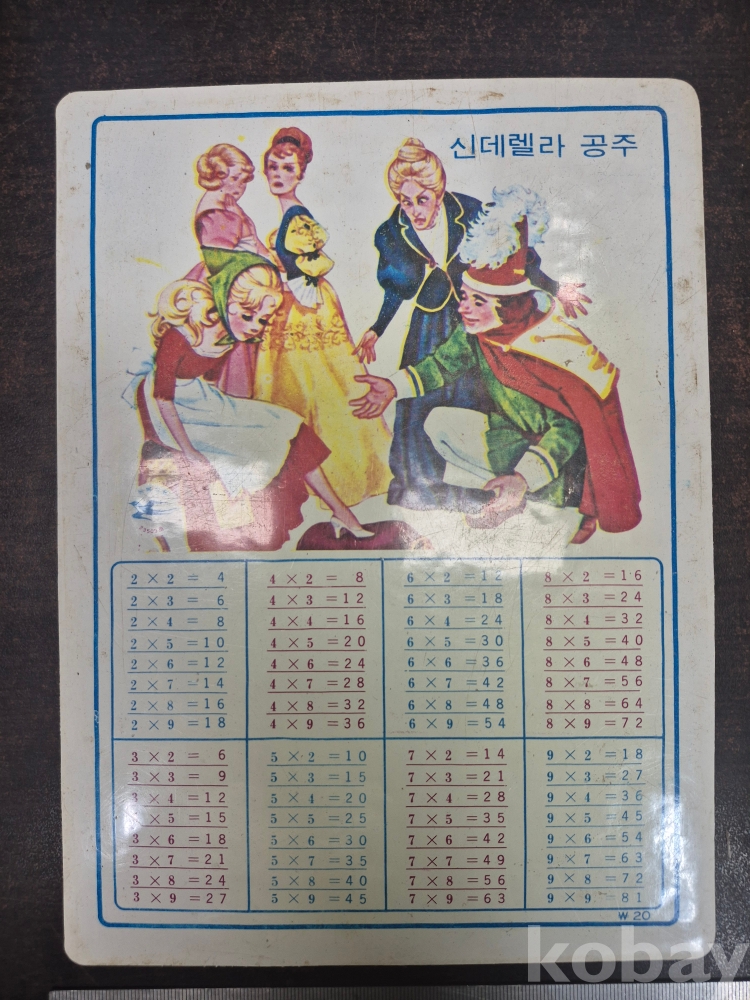 신데렐라 공주
2 × 2 = 4
2 × 3 = 6
2 × 4 = 8
2 × 5 = 10
2 × 6 = 12
2 × 7 = 14
2 × 8 = 16
2 × 9 = 18
4 × 2 = 8
4 × 3 = 12
4 × 4 = 16
4 × 5 = 20
4 × 6 = 24
4 × 7 = 28
4 × 8 = 32
4 × 9 = 36
6 × 2 = 12
6 × 3 = 18
6 × 4 = 24
6 × 5 = 30
6 × 6 = 36
6 × 7 = 42
6 × 8 = 48
6 × 9 = 54
8 × 2 = 16
8 × 3 = 24
8 × 4 = 32
8 × 5 = 40
8 × 6 = 48
8 × 7 = 56
8 × 8 = 64
8 × 9 = 72
3 × 2 = 6
3 × 3 = 9
3 × 4 = 12
3 × 5 = 15
3 × 6 = 18
3 × 7 = 21
3 × 8 = 24
3 × 9 = 27
5 × 2 = 10
5 × 3 = 15
5 × 4 = 20
5 × 5 = 25
5 × 6 = 30
5 × 7 = 35
5 × 8 = 40
5 × 9 = 45
7 × 2 = 14
7 × 3 = 21
7 × 4 = 28
7 × 5 = 35
7 × 6 = 42
7 × 7 = 49
7 × 8 = 56
7 × 9 = 63
9 × 2 = 18
9 × 3 = 27
9 × 4 = 36
9 × 5 = 45
9 × 6 = 54
9 × 7 = 63
9 × 8 = 72
9 × 9 = 81
₩ 20
kobay